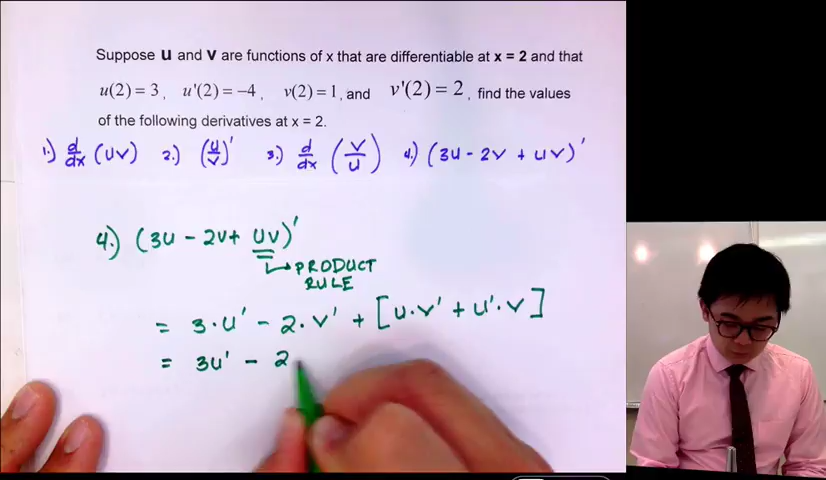 Suppose u and v are functions of x that are differentiable at x = 2 and that
u(2) = 3, u'(2) = −4, v(2) = 1, and v'(2) = 2, find the values
of the following derivatives at x = 2.
1.) d/dx (uv) 2.) (u/v)' 3.) d/dx (v/u) 4.) (3u - 2v + uv)'
4.) (3u - 2v + uv)'
↳ PRODUCT
RULE
= 3·u' - 2·v' + [u·v' + u'·v]
= 3u' - 2